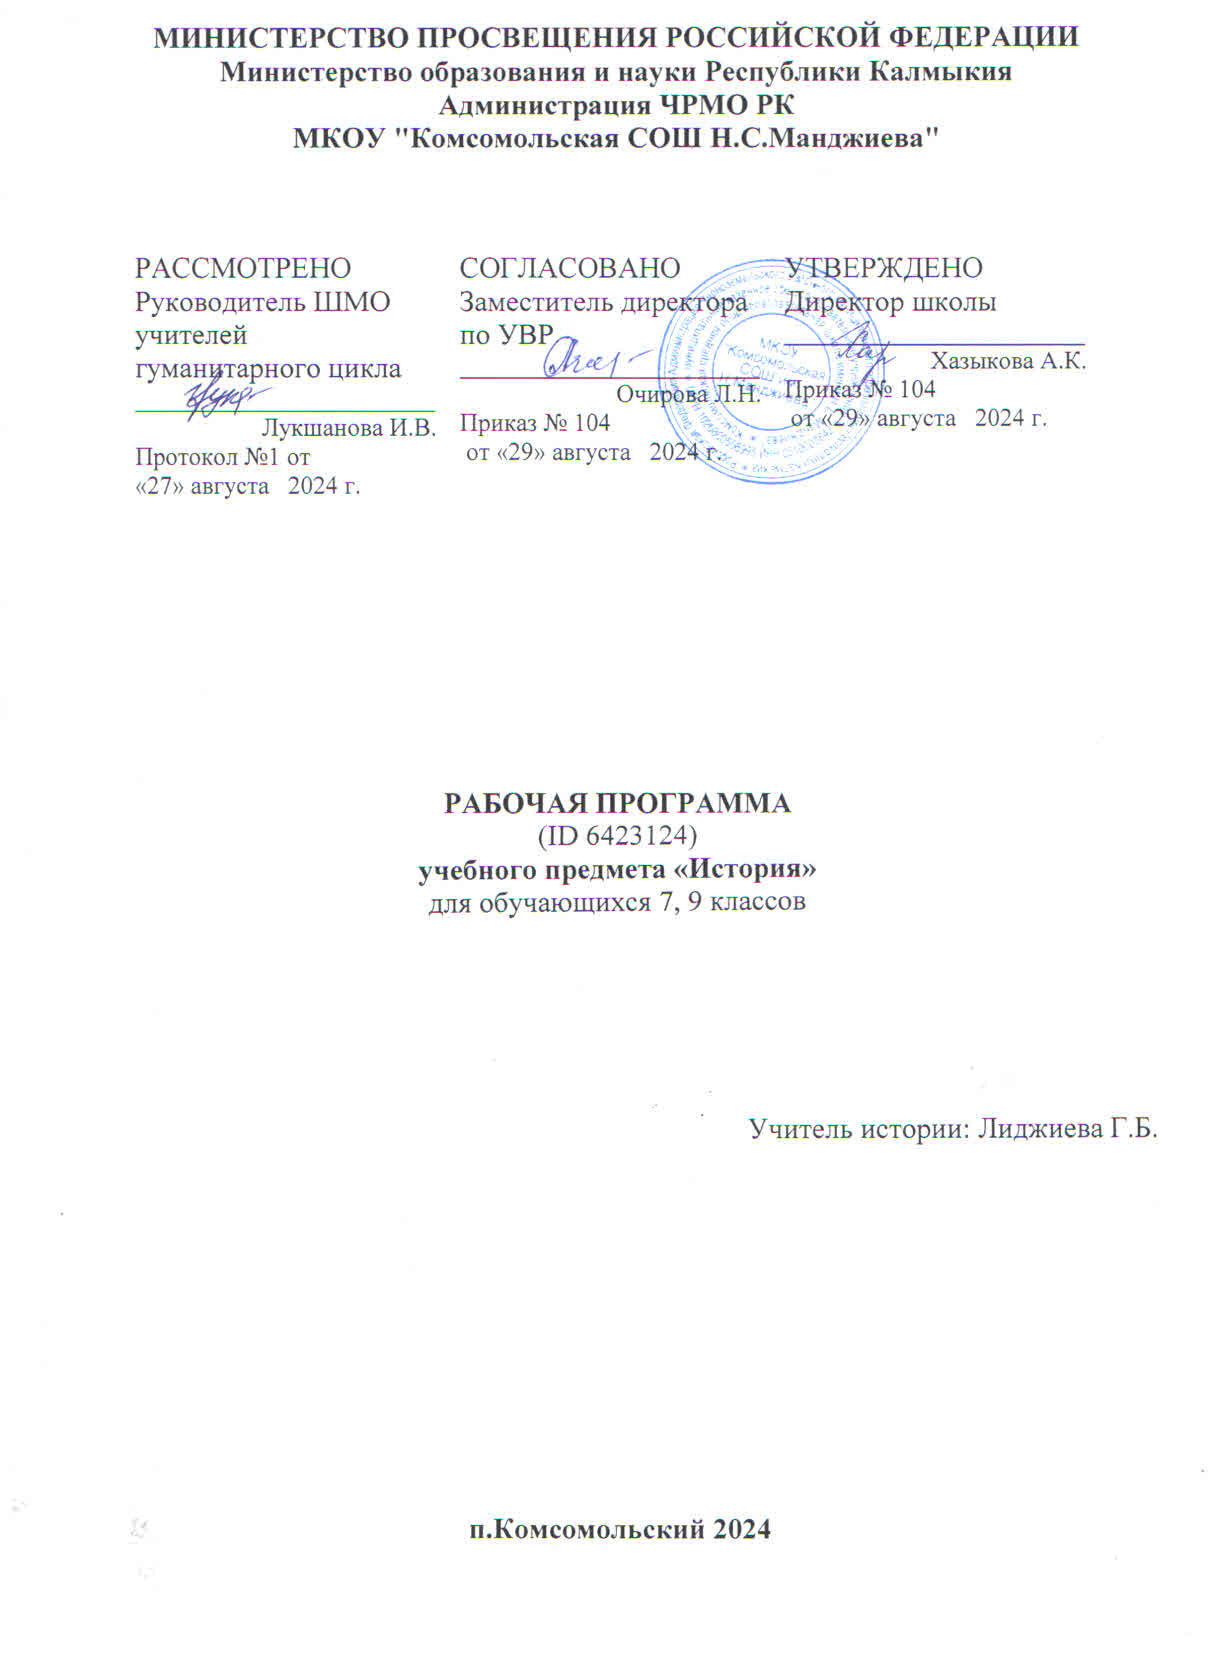 МИНИСТЕРСТВО ПРОСВЕЩЕНИЯ РОССИЙСКОЙ ФЕДЕРАЦИИ
Министерство образования и науки Республики Калмыкия
Администрация ЧРМО РК
МКОУ "Комсомольская СОШ Н.С.Манджиева"
РАССМОТРЕНО
Руководитель ШМО
учителей
гуманитарного цикла
Лукшанова И.В.
Протокол №1 от
«27» августа 2024 г.
СОГЛАСОВАНО
Заместитель директора
по УВР
Очирова Л.Н.
Приказ № 104
от «29» августа 2024 г.
УТВЕРЖДЕНО
Директор школы
Хазыкова А.К.
Приказ № 104
от «29» августа 2024 г.
МКОУ
Комсомольская
СОШ
РАБОЧАЯ ПРОГРАММА
(ID 6423124)
учебного предмета «История»
для обучающихся 7, 9 классов
Учитель истории: Лиджиева Г.Б.
п.Комсомольский 2024